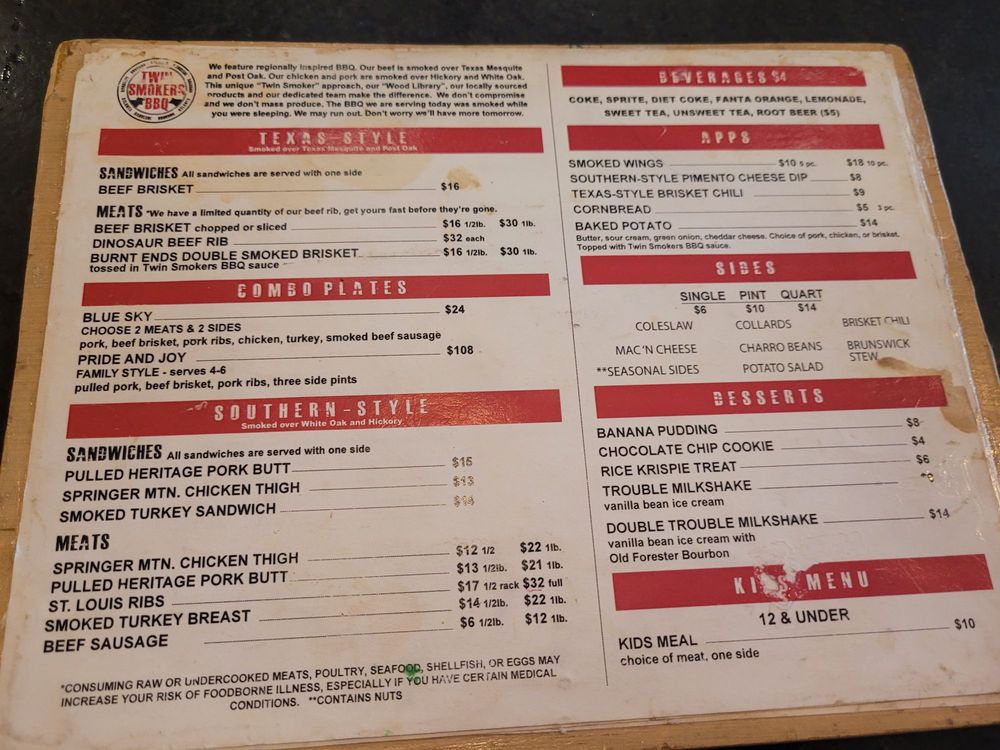 TWIN
SMOKERS
BBQ
We feature regionally inspired BBQ. Our beef is smoked over Texas Mesquite
and Post Oak. Our chicken and pork are smoked over Hickory and White Oak.
This unique "Twin Smoker" approach, our "Wood Library", our locally sourced
products and our dedicated team make the difference. We don't compromise
and we don't mass produce. The BBQ we are serving today was smoked while
you were sleeping. We may run out. Don't worry we'll have more tomorrow.
TEXAS-STYLE
Smoked over Texas Mesquite and Post Oak
SANDWICHES All sandwiches are served with one side
BEEF BRISKET $16
MEATS *We have a limited quantity of our beef rib, get yours fast before they're gone.
BEEF BRISKET chopped or sliced $16 1/2lb. $30 1lb.
DINOSAUR BEEF RIB $32 each
BURNT ENDS DOUBLE SMOKED BRISKET $16 1/2lb. $30 1lb.
tossed in Twin Smokers BBQ sauce
COMBO PLATES
BLUE SKY $24
CHOOSE 2 MEATS & 2 SIDES
pork, beef brisket, pork ribs, chicken, turkey, smoked beef sausage
PRIDE AND JOY $108
FAMILY STYLE - serves 4-6
pulled pork, beef brisket, pork ribs, three side pints
SOUTHERN-STYLE
Smoked over White Oak and Hickory
SANDWICHES All sandwiches are served with one side
PULLED HERITAGE PORK BUTT $15
SPRINGER MTN. CHICKEN THIGH $13
SMOKED TURKEY SANDWICH $14
MEATS
SPRINGER MTN. CHICKEN THIGH $12 1/2 $22 1lb.
PULLED HERITAGE PORK BUTT $13 1/2lb. $21 1lb.
ST. LOUIS RIBS $17 1/2 rack $32 full
SMOKED TURKEY BREAST $14 1/2lb. $22 1lb.
BEEF SAUSAGE $6 1/2lb. $12 1lb.
*CONSUMING RAW OR UNDERCOOKED MEATS, POULTRY, SEAFOOD, SHELLFISH, OR EGGS MAY
INCREASE YOUR RISK OF FOODBORNE ILLNESS, ESPECIALLY IF YOU HAVE CERTAIN MEDICAL
CONDITIONS. **CONTAINS NUTS
BEVERAGES $4
COKE, SPRITE, DIET COKE, FANTA ORANGE, LEMONADE,
SWEET TEA, UNSWEET TEA, ROOT BEER ($5)
APPS
SMOKED WINGS $10 5 pc. $18 10 pc.
SOUTHERN-STYLE PIMENTO CHEESE DIP $8
TEXAS-STYLE BRISKET CHILI $9
CORNBREAD $5 3 pc.
BAKED POTATO $14
Butter, sour cream, green onion, cheddar cheese. Choice of pork, chicken, or brisket.
Topped with Twin Smokers BBQ sauce.
SIDES
SINGLE PINT QUART
$6 $10 $14
COLESLAW COLLARDS BRISKET CHILI
MAC'N CHEESE CHARRO BEANS BRUNSWICK
STEW
**SEASONAL SIDES POTATO SALAD
DESSERTS
BANANA PUDDING $8
CHOCOLATE CHIP COOKIE $4
RICE KRISPIE TREAT $6
TROUBLE MILKSHAKE
vanilla bean ice cream
DOUBLE TROUBLE MILKSHAKE $14
vanilla bean ice cream with
Old Forester Bourbon
KIDS MENU
12 & UNDER
KIDS MEAL $10
choice of meat, one side